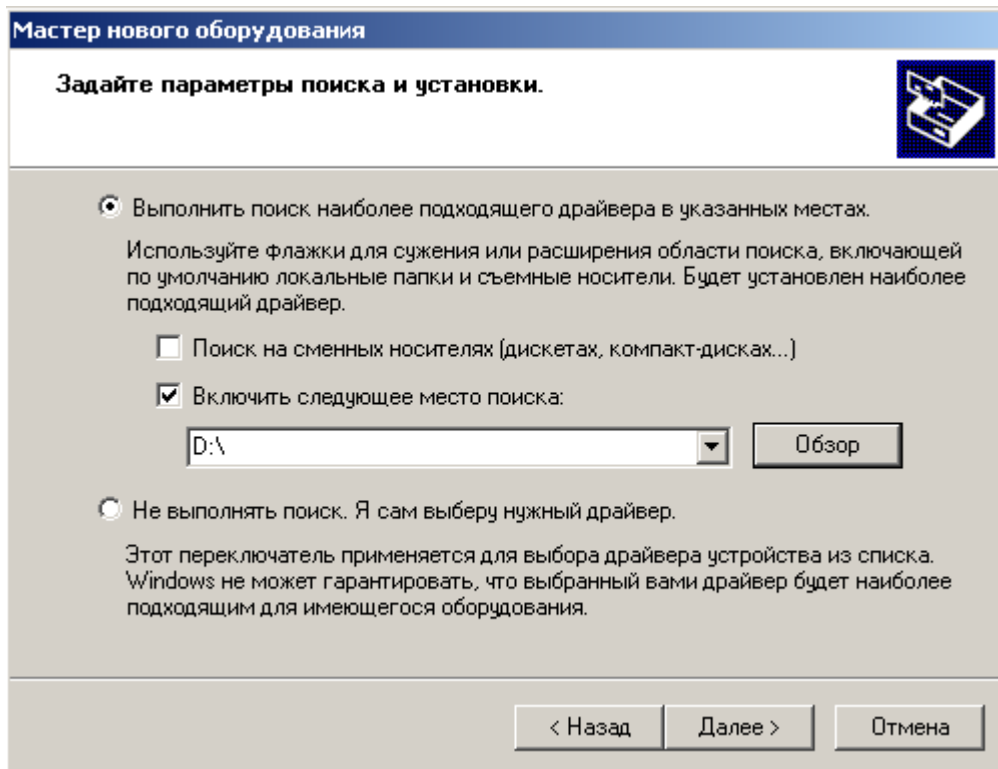 Мастер нового оборудования
Задайте параметры поиска и установки.
Выполнить поиск наиболее подходящего драйвера в указанных местах.
Используйте флажки для сужения или расширения области поиска, включающей
по умолчанию локальные папки и съемные носители. Будет установлен наиболее
подходящий драйвер.
Поиск на сменных носителях (дискетах, компакт-дисках...)
Включить следующее место поиска:
D:\
Обзор
Не выполнять поиск. Я сам выберу нужный драйвер.
Этот переключатель применяется для выбора драйвера устройства из списка.
Windows не может гарантировать, что выбранный вами драйвер будет наиболее
подходящим для имеющегося оборудования.
< Назад
Далее >
Отмена